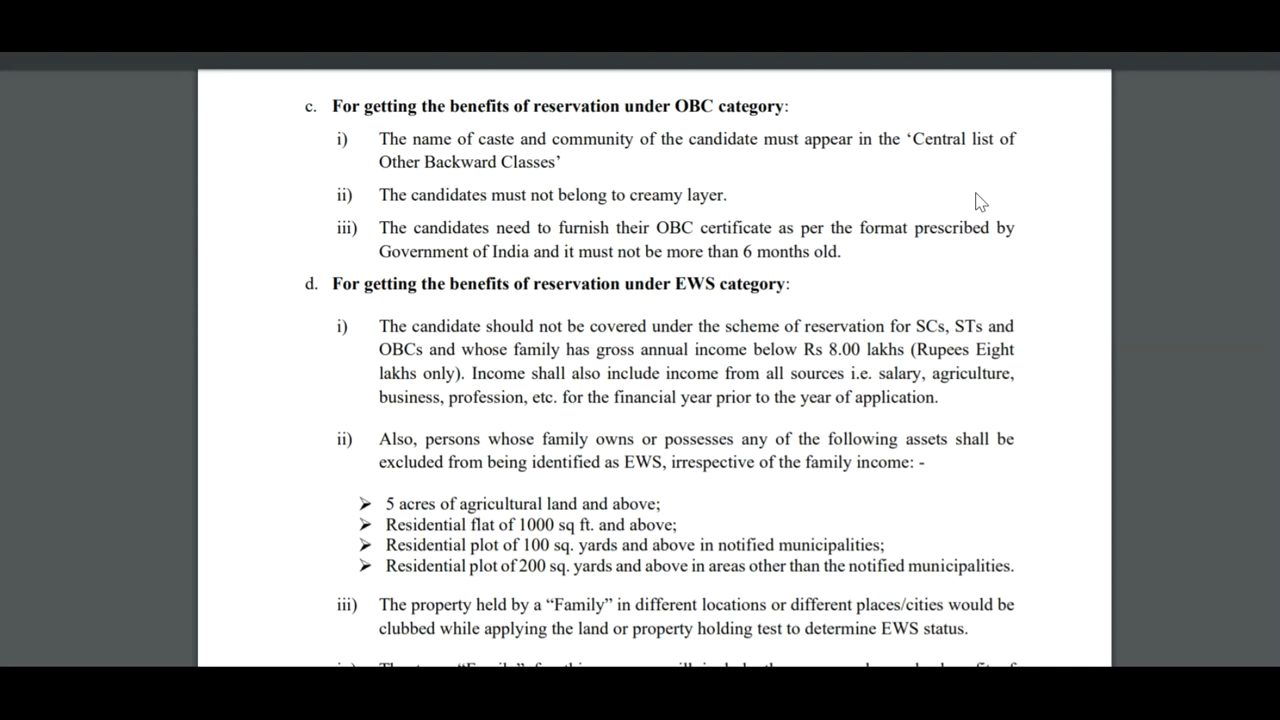 c. For getting the benefits of reservation under OBC category:
i) The name of caste and community of the candidate must appear in the ‘Central list of
Other Backward Classes’
ii) The candidates must not belong to creamy layer.
iii) The candidates need to furnish their OBC certificate as per the format prescribed by
Government of India and it must not be more than 6 months old.
d. For getting the benefits of reservation under EWS category:
i) The candidate should not be covered under the scheme of reservation for SCs, STs and
OBCs and whose family has gross annual income below Rs 8.00 lakhs (Rupees Eight
lakhs only). Income shall also include income from all sources i.e. salary, agriculture,
business, profession, etc. for the financial year prior to the year of application.
ii) Also, persons whose family owns or possesses any of the following assets shall be
excluded from being identified as EWS, irrespective of the family income: -
➢ 5 acres of agricultural land and above;
➢ Residential flat of 1000 sq ft. and above;
➢ Residential plot of 100 sq. yards and above in notified municipalities;
➢ Residential plot of 200 sq. yards and above in areas other than the notified municipalities.
iii) The property held by a “Family” in different locations or different places/cities would be
clubbed while applying the land or property holding test to determine EWS status.